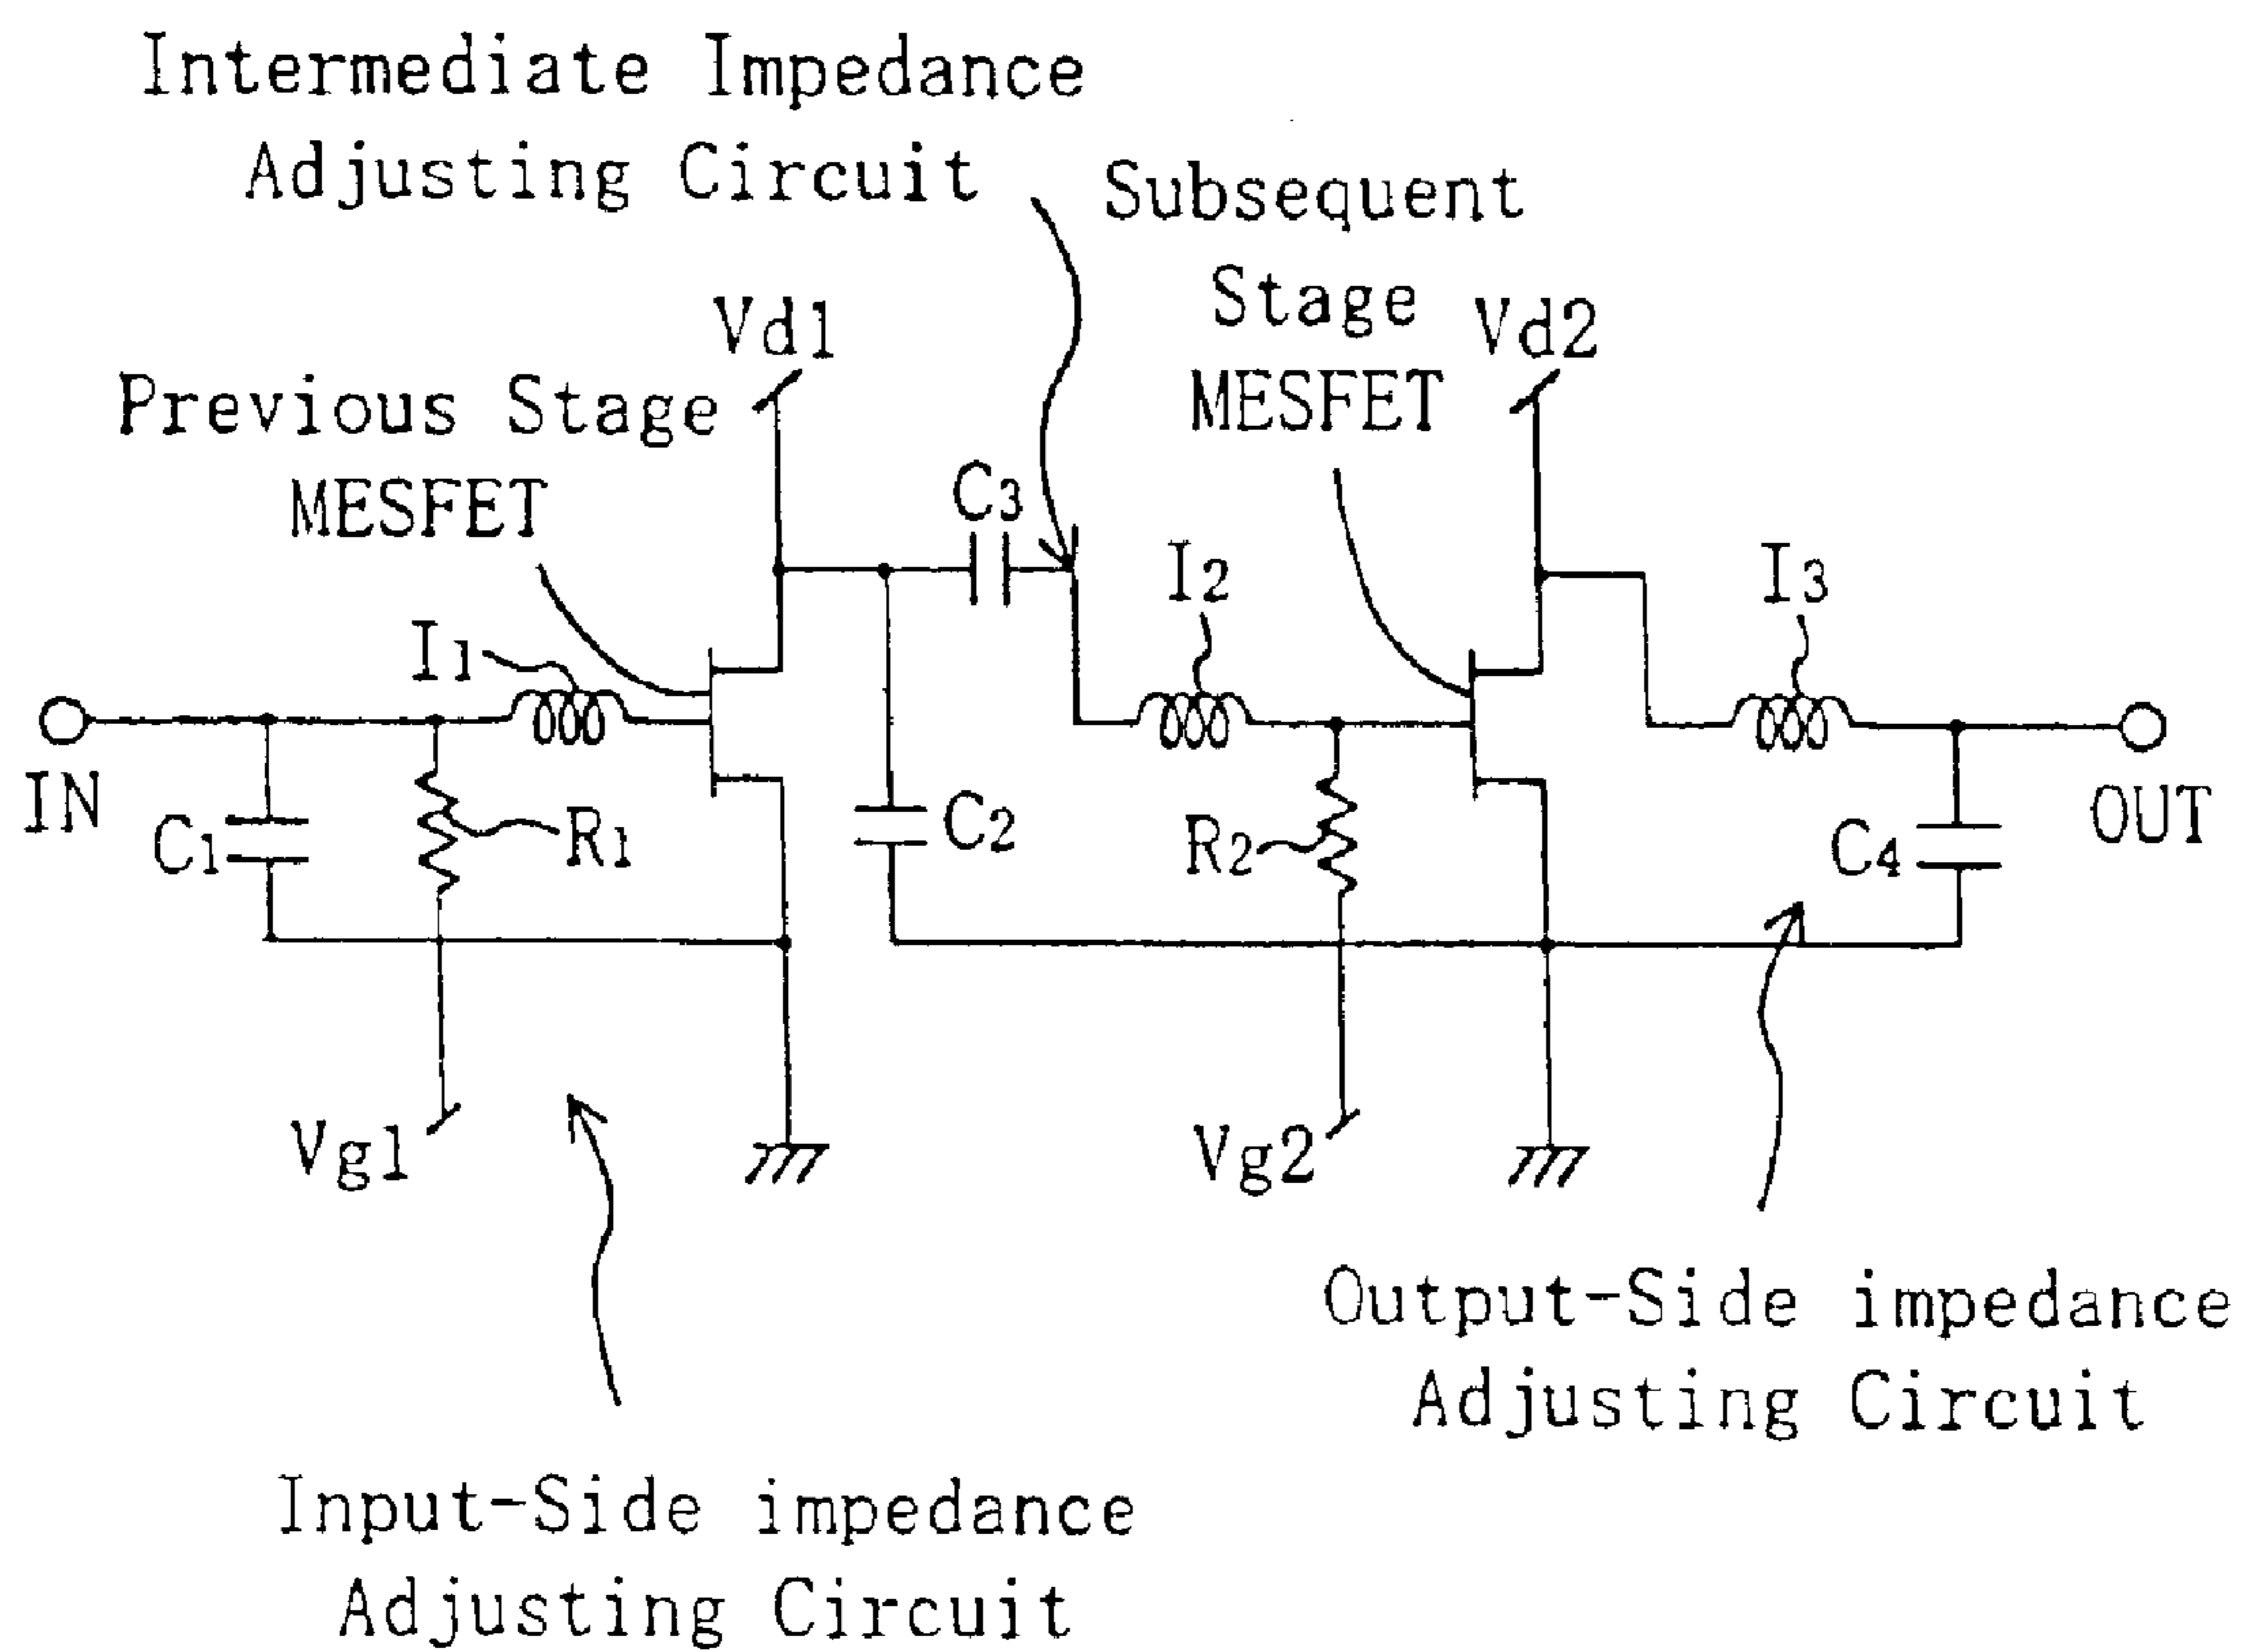 Intermediate Impedance
Adjusting Circuit
Subsequent
Stage
MESFET
Vd1
Vd2
Previous Stage
MESFET
C3
I1
I2
I3
IN
C1
R1
C2
R2
C4
OUT
Vg1
Vg2
Output-Side impedance
Adjusting Circuit
Input-Side impedance
Adjusting Circuit